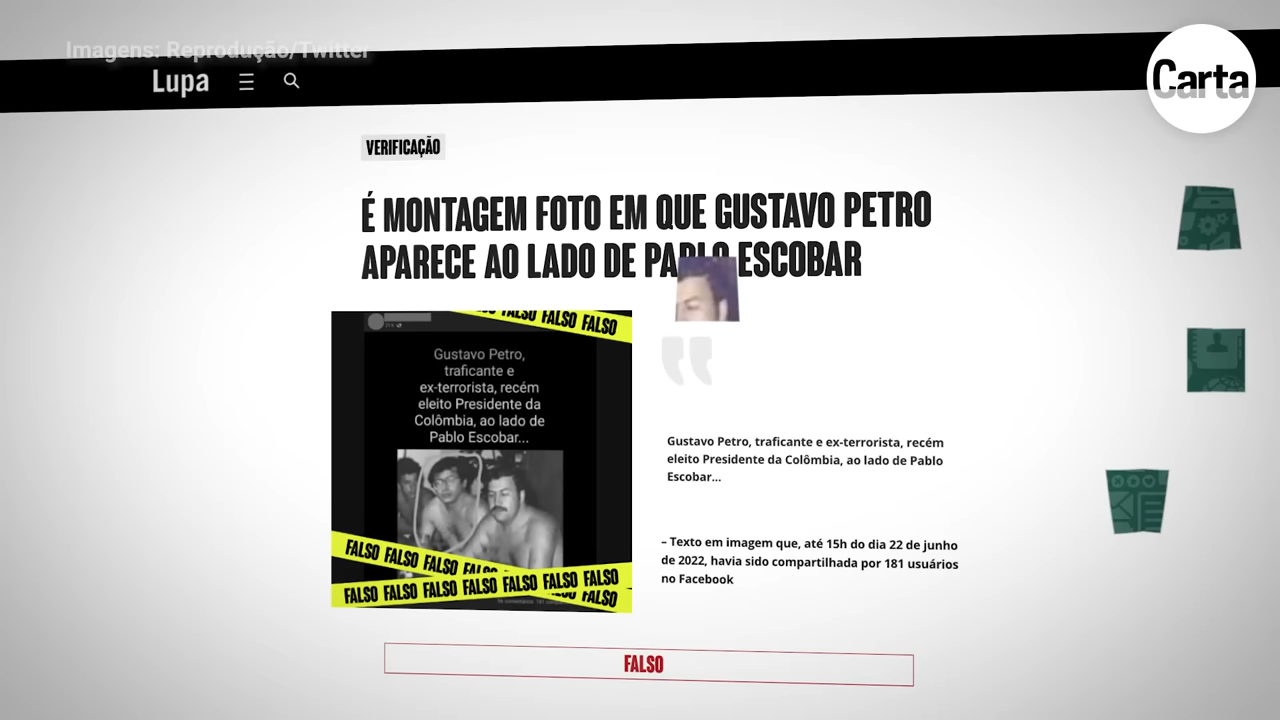 Imagens: Reprodução/Twitter
Lupa
Carta
VERIFICAÇÃO
É MONTAGEM FOTO EM QUE GUSTAVO PETRO
APARECE AO LADO DE PABLO ESCOBAR
FALSO FALSO FALSO
Gustavo Petro,
traficante e
ex-terrorista, recém
eleito Presidente da
Colômbia, ao lado de
Pablo Escobar...
FALSO FALSO FALSO FALSO
FALSO FALSO FALSO FALSO FALSO FALSO FALSO
FALSO
Gustavo Petro, traficante e ex-terrorista, recém
eleito Presidente da Colômbia, ao lado de Pablo
Escobar...
– Texto em imagem que, até 15h do dia 22 de junho
de 2022, havia sido compartilhada por 181 usuários
no Facebook
FALSO